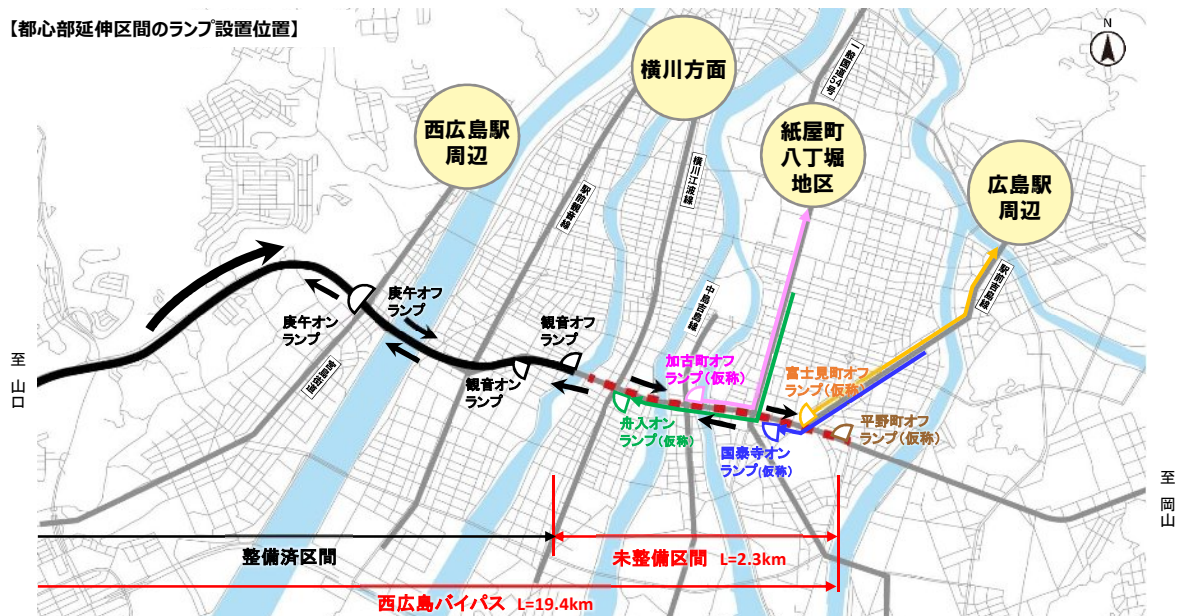 【都心部延伸区間のランプ設置位置】
N
横川方面
西広島駅
周辺
紙屋町
八丁堀
地区
広島駅
周辺
一般国道54号
横川江波線
駅前観音線
中島吉島線
駅前吉島線
宮島街道
庚午オフ
ランプ
庚午オン
ランプ
観音オフ
ランプ
観音オン
ランプ
加古町オフ
ランプ(仮称)
富士見町オフ
ランプ(仮称)
舟入オン
ランプ(仮称)
平野町オフ
ランプ(仮称)
国泰寺オン
ランプ(仮称)
至 山口
至 岡山
整備済区間
未整備区間 L=2.3km
西広島バイパス L=19.4km